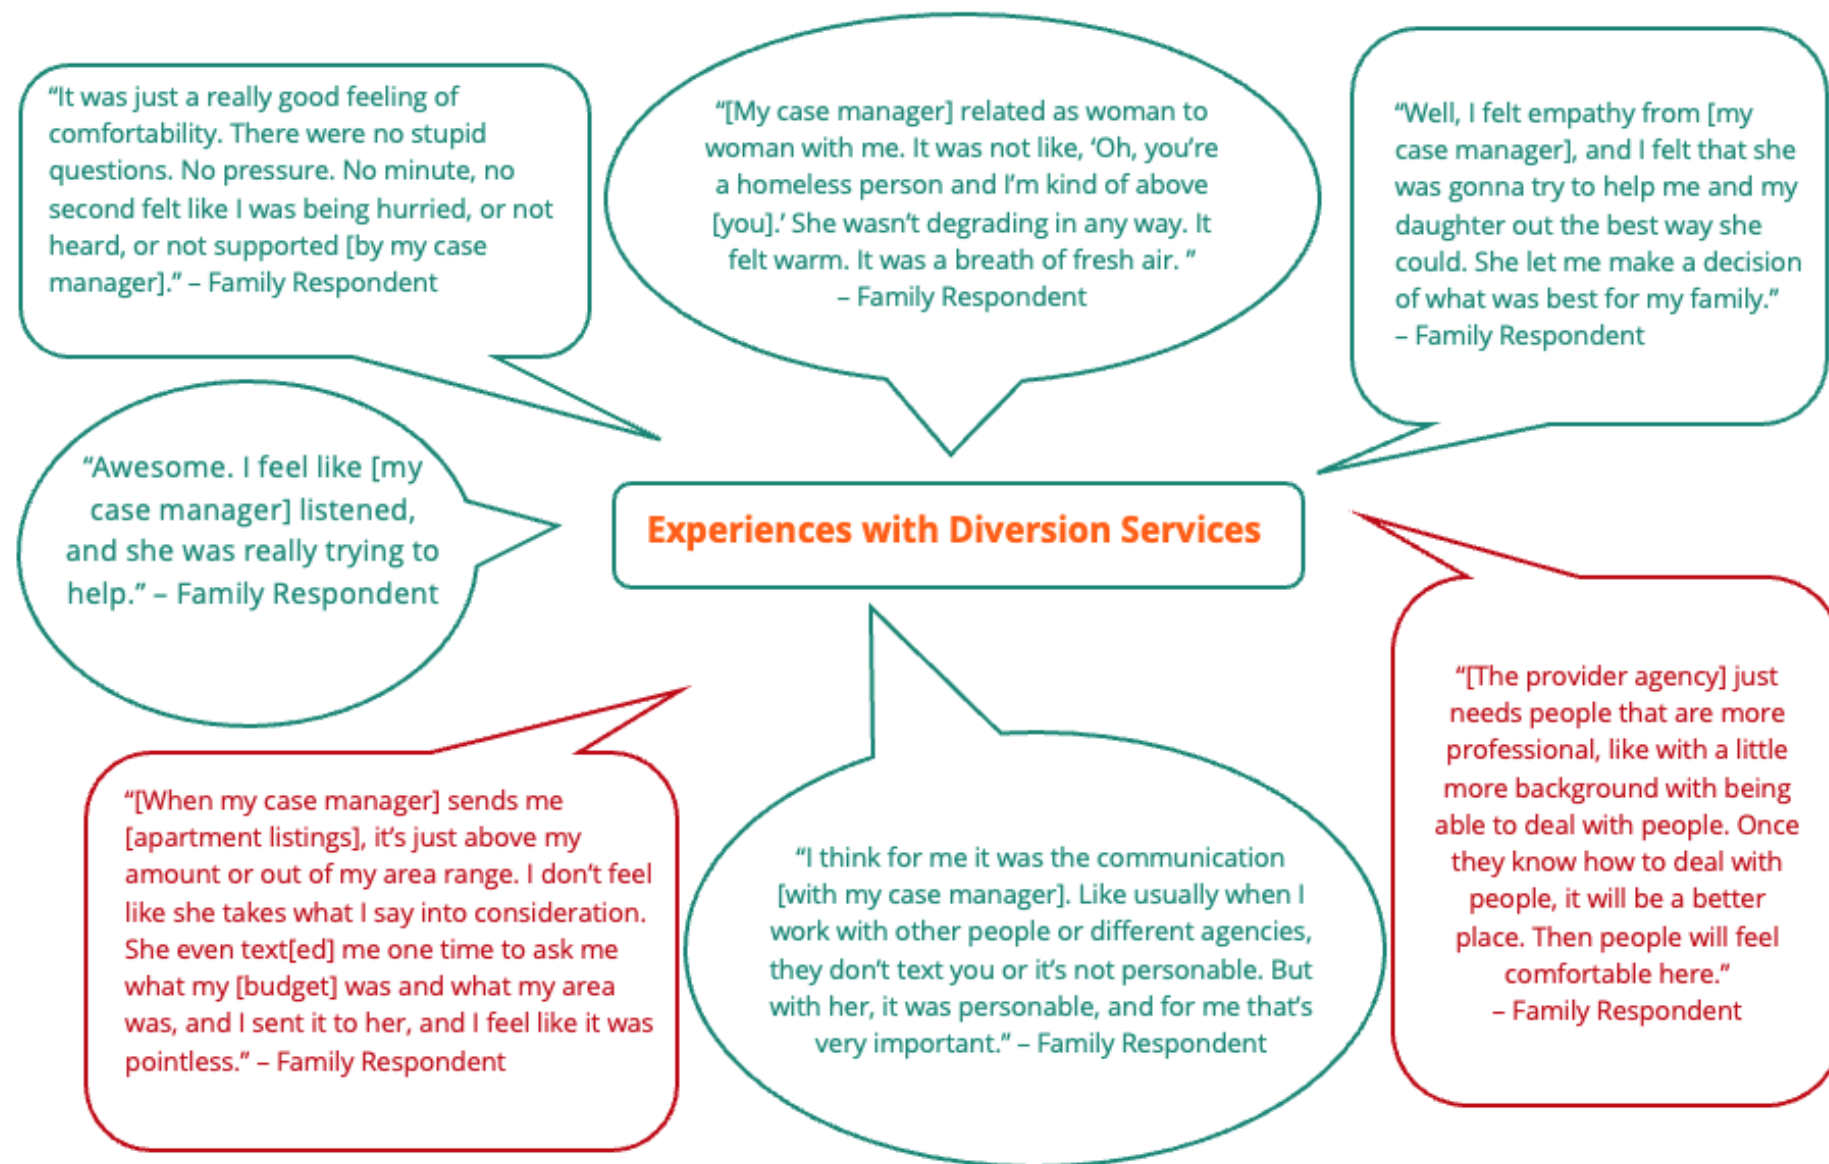 “It was just a really good feeling of
comfortability. There were no stupid
questions. No pressure. No minute, no
second felt like I was being hurried, or not
heard, or not supported [by my case
manager].” – Family Respondent
“[My case manager] related as woman to
woman with me. It was not like, ‘Oh, you’re
a homeless person and I’m kind of above
[you].’ She wasn’t degrading in any way. It
felt warm. It was a breath of fresh air. ”
– Family Respondent
“Well, I felt empathy from [my
case manager], and I felt that she
was gonna try to help me and my
daughter out the best way she
could. She let me make a decision
of what was best for my family.”
– Family Respondent
“Awesome. I feel like [my
case manager] listened,
and she was really trying to
help.” – Family Respondent
Experiences with Diversion Services
“[When my case manager] sends me
[apartment listings], it’s just above my
amount or out of my area range. I don’t feel
like she takes what I say into consideration.
She even text[ed] me one time to ask me
what my [budget] was and what my area
was, and I sent it to her, and I feel like it was
pointless.” – Family Respondent
“I think for me it was the communication
[with my case manager]. Like usually when I
work with other people or different agencies,
they don’t text you or it’s not personable. But
with her, it was personable, and for me that’s
very important.” – Family Respondent
“[The provider agency] just
needs people that are more
professional, like with a little
more background with being
able to deal with people. Once
they know how to deal with
people, it will be a better
place. Then people will feel
comfortable here.”
– Family Respondent